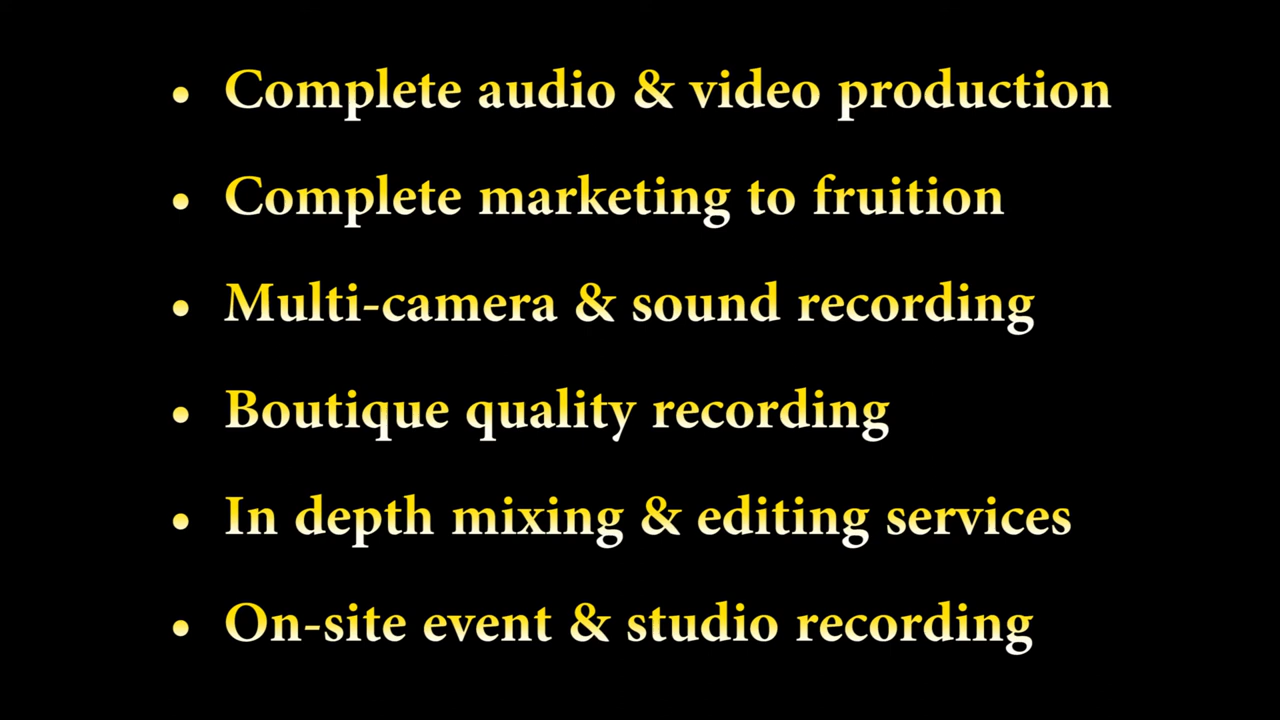 • Complete audio & video production
• Complete marketing to fruition
• Multi-camera & sound recording
• Boutique quality recording
• In depth mixing & editing services
• On-site event & studio recording